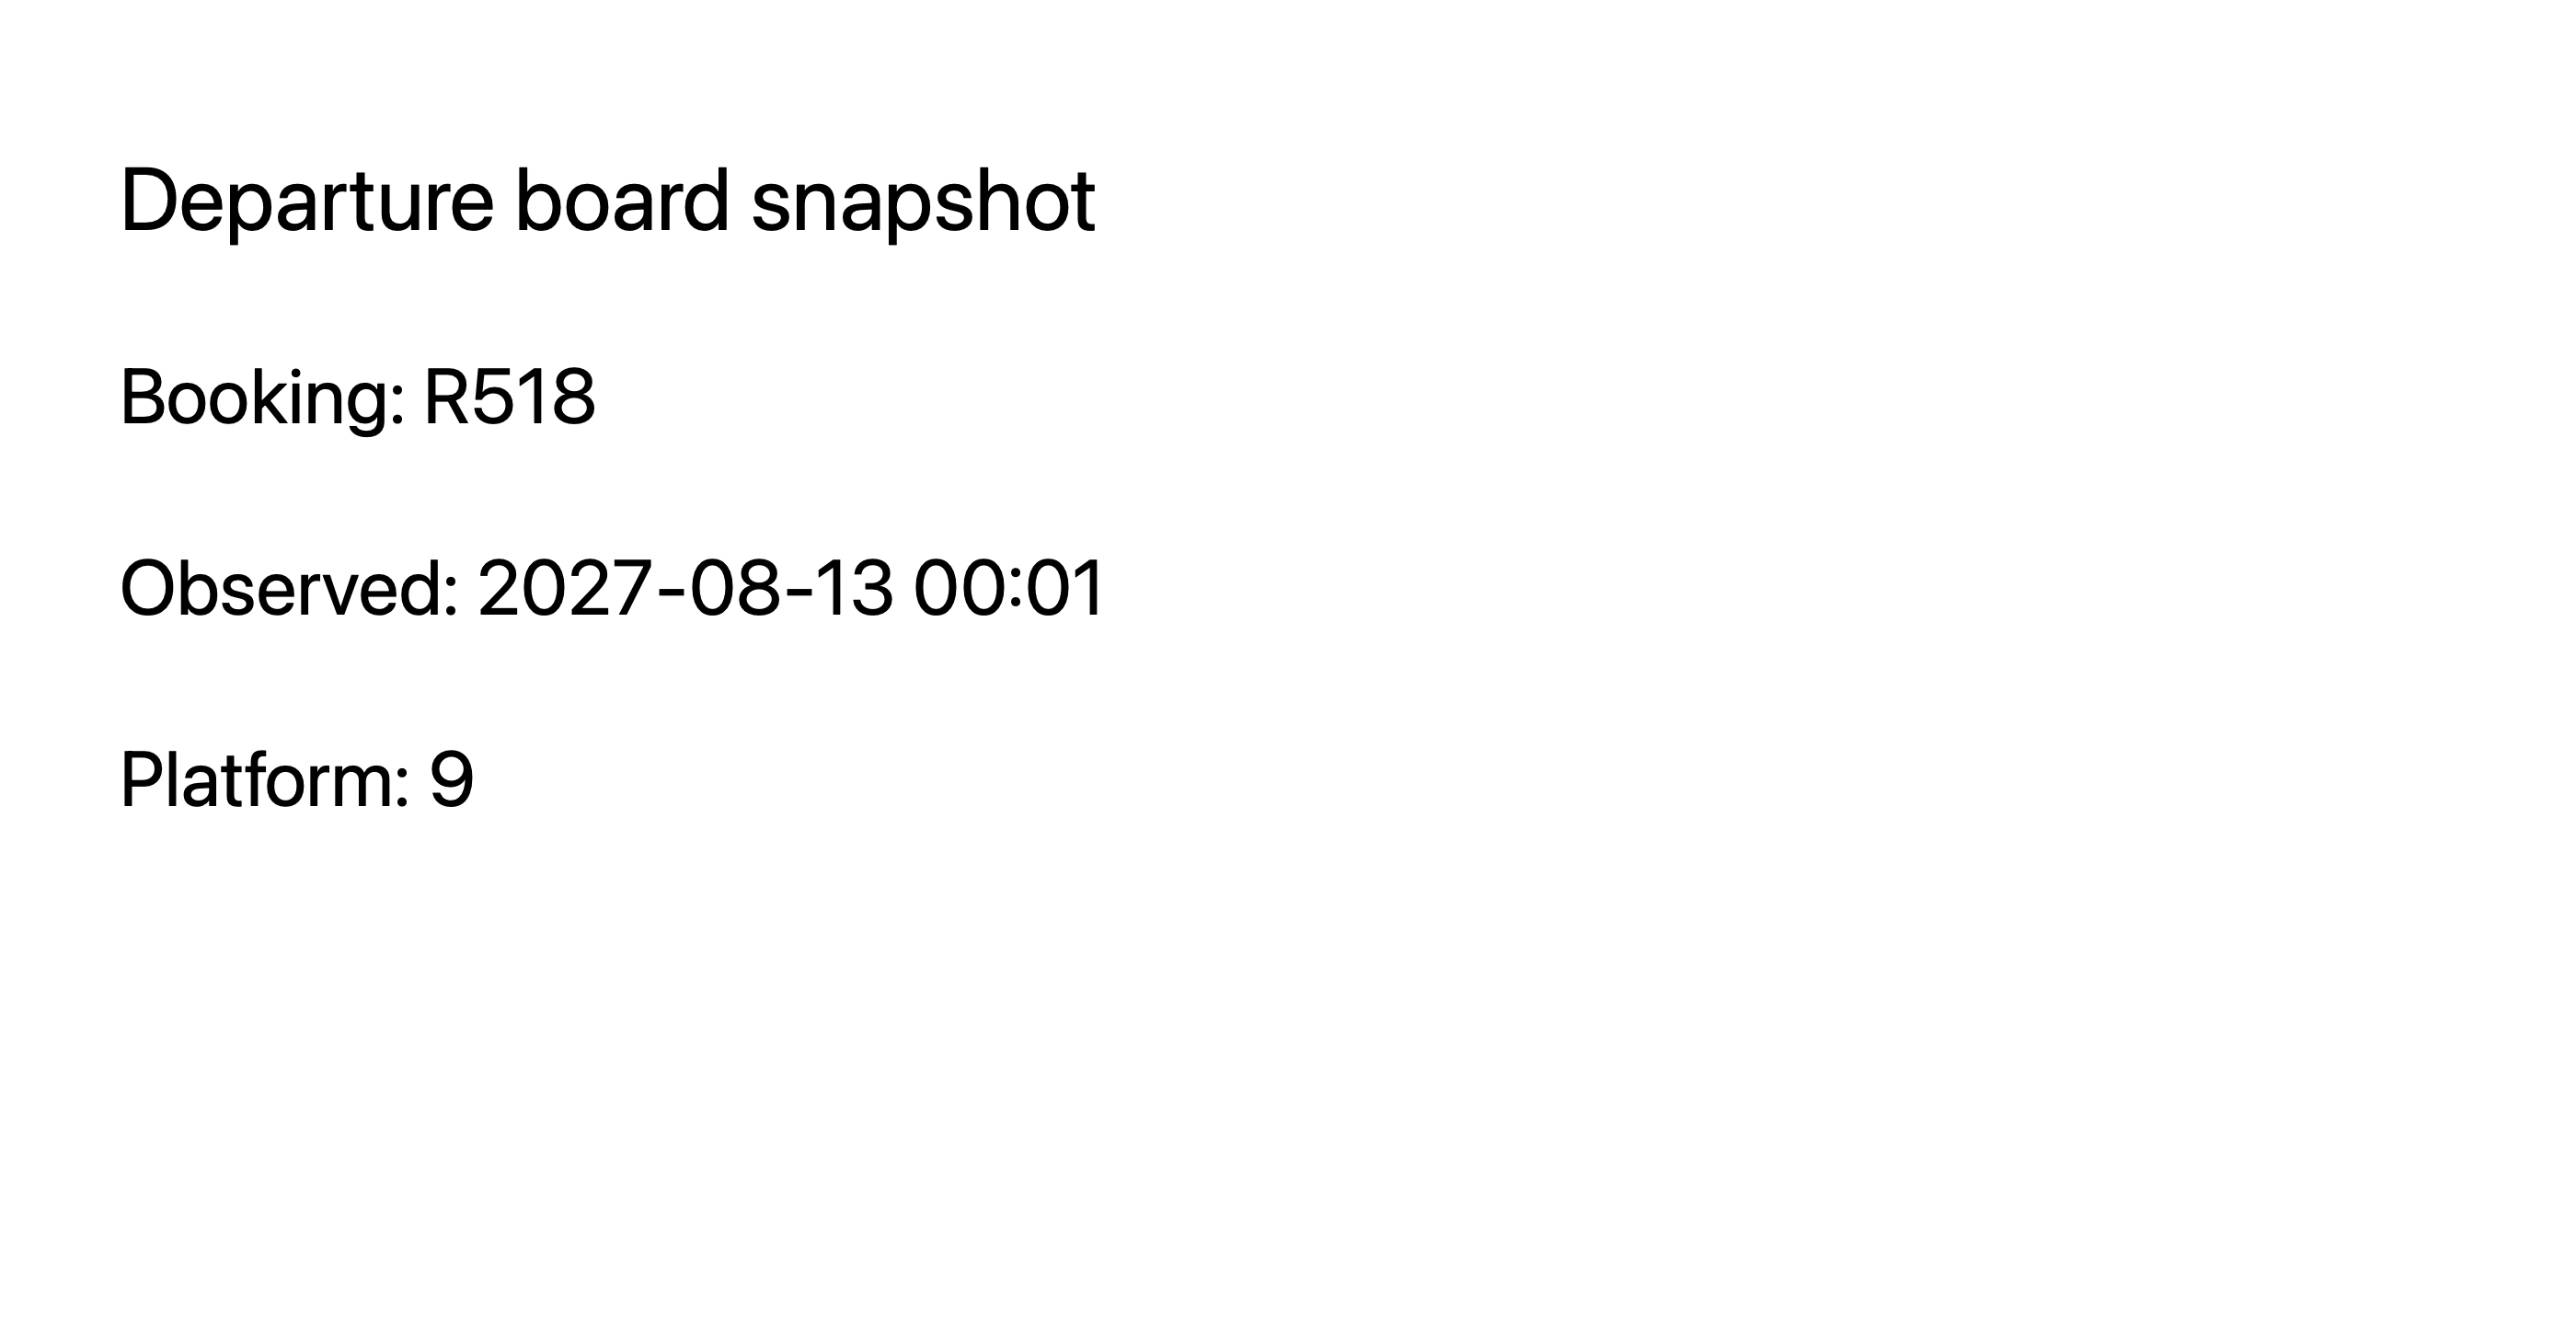 Departure board snapshot
Booking: R518
Observed: 2027-08-13 00:01
Platform: 9